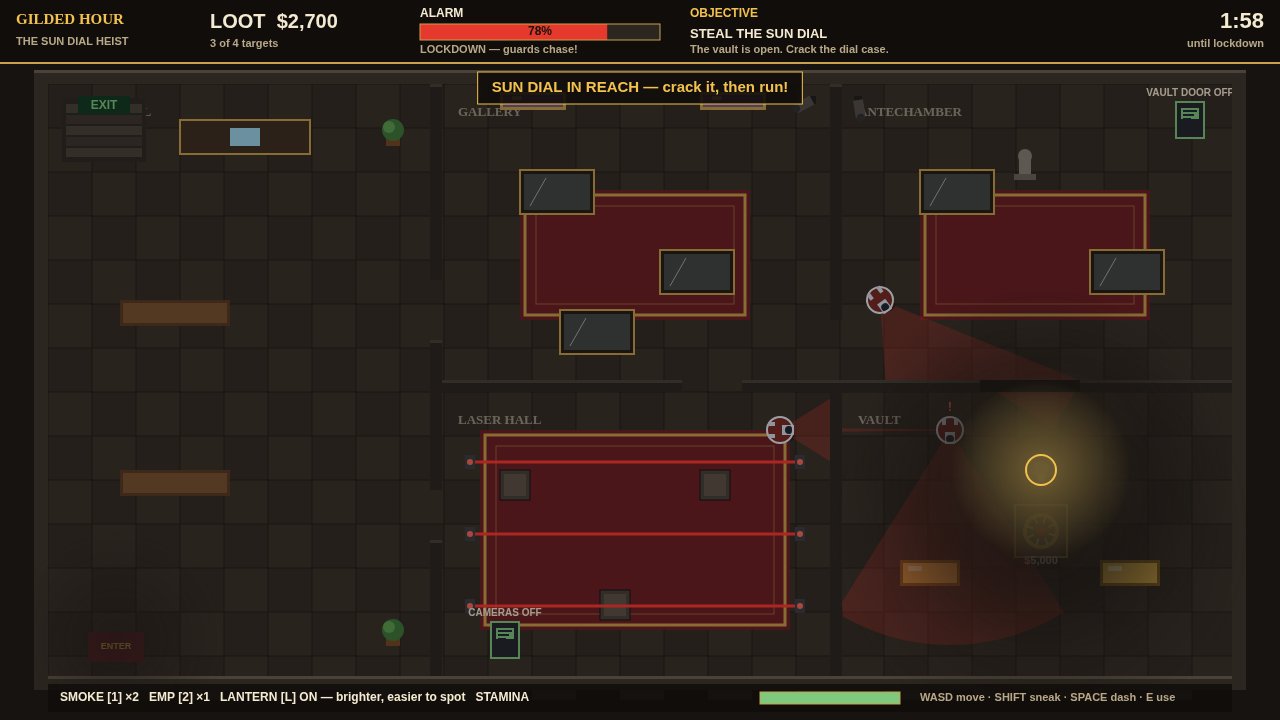 GILDED HOUR
THE SUN DIAL HEIST
LOOT $2,700
3 of 4 targets
ALARM
78%
LOCKDOWN — guards chase!
OBJECTIVE
STEAL THE SUN DIAL
The vault is open. Crack the dial case.
1:58
until lockdown
SUN DIAL IN REACH — crack it, then run!
EXIT
GALLERY
VAULT DOOR OFF
LASER HALL
VAULT
!
$5,000
CAMERAS OFF
ENTER
SMOKE [1] ×2 EMP [2] ×1 LANTERN [L] ON — brighter, easier to spot STAMINA
WASD move · SHIFT sneak · SPACE dash · E use